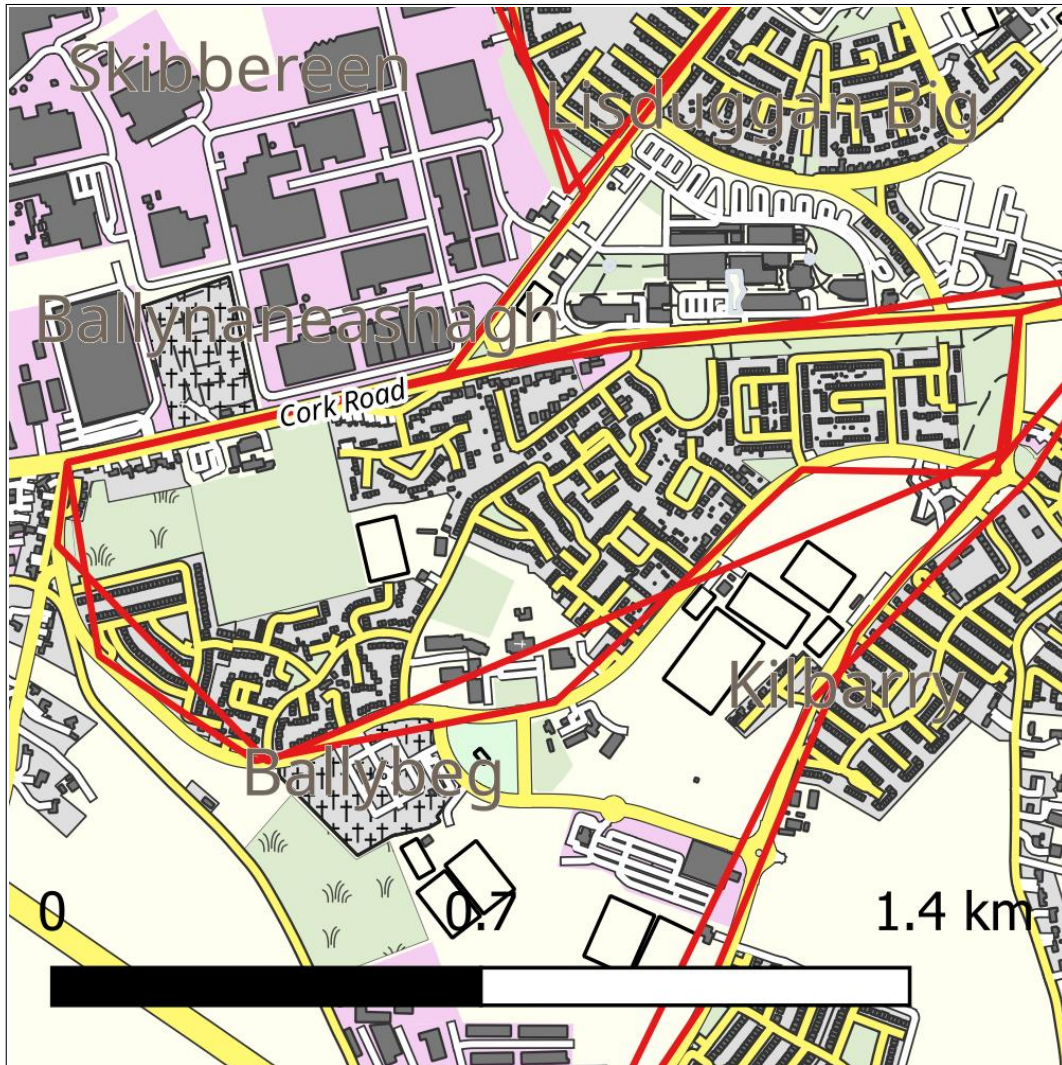 Skibbereen
Lisduggan Big
Ballynaneashagh
Cork Road
Kilbarry
Ballybeg
0 0.7 1.4 km